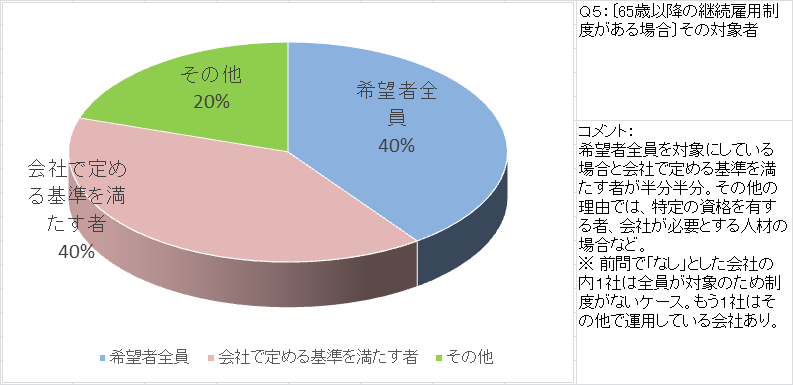 その他
20%
希望者全
員
40%
会社で定め
る基準を満
たす者
40%
希望者全員 会社で定める基準を満たす者 その他
Q5:〔65歳以降の継続雇用制
度がある場合〕その対象者
コメント:
希望者全員を対象にしている
場合と会社で定める基準を満
たす者が半分半分。その他の
理由では、特定の資格を有す
る者、会社が必要とする人材の
場合など。
※ 前問で「なし」とした会社の
内1社は全員が対象のため制
度がないケース。もう1社はそ
の他で運用している会社あり。